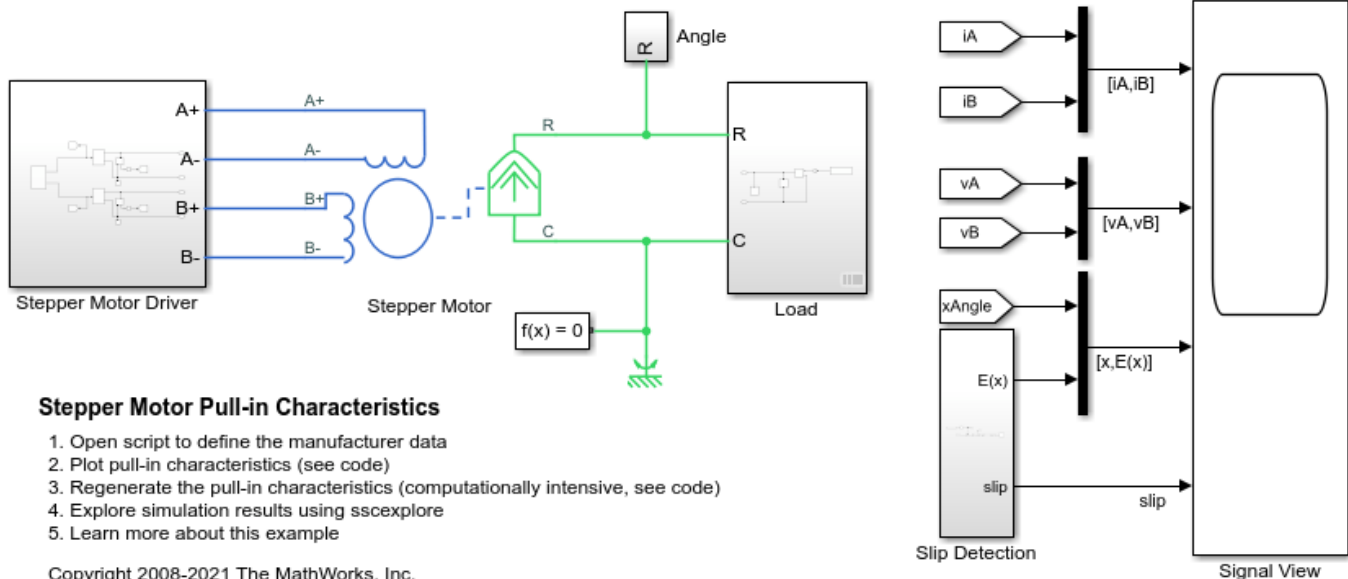 A+
A-
B+
B-
Stepper Motor Driver
A+
A-
B+
B-
Stepper Motor
R
C
R
Angle
f(x) = 0
R
C
Load
iA
iB
[iA,iB]
vA
vB
[vA,vB]
xAngle
E(x)
[x,E(x)]
slip
slip
Slip Detection
Signal View
Stepper Motor Pull-in Characteristics
1. Open script to define the manufacturer data
2. Plot pull-in characteristics (see code)
3. Regenerate the pull-in characteristics (computationally intensive, see code)
4. Explore simulation results using sscexplore
5. Learn more about this example
Copyright 2008-2021 The MathWorks, Inc.